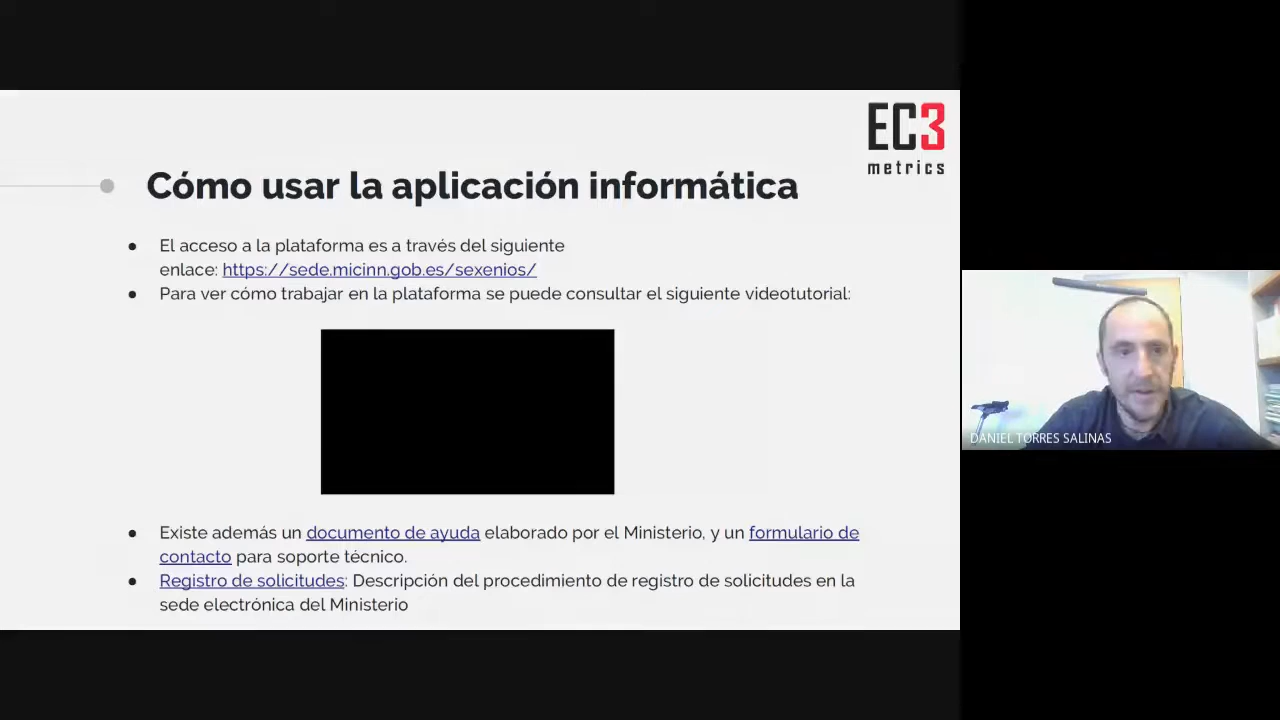 EC3
metrics
Cómo usar la aplicación informática
● El acceso a la plataforma es a través del siguiente
enlace: https://sede.micinn.gob.es/sexenios/
● Para ver cómo trabajar en la plataforma se puede consultar el siguiente videotutorial:
● Existe además un documento de ayuda elaborado por el Ministerio, y un formulario de
contacto para soporte técnico.
● Registro de solicitudes: Descripción del procedimiento de registro de solicitudes en la
sede electrónica del Ministerio
DANIEL TORRES SALINAS